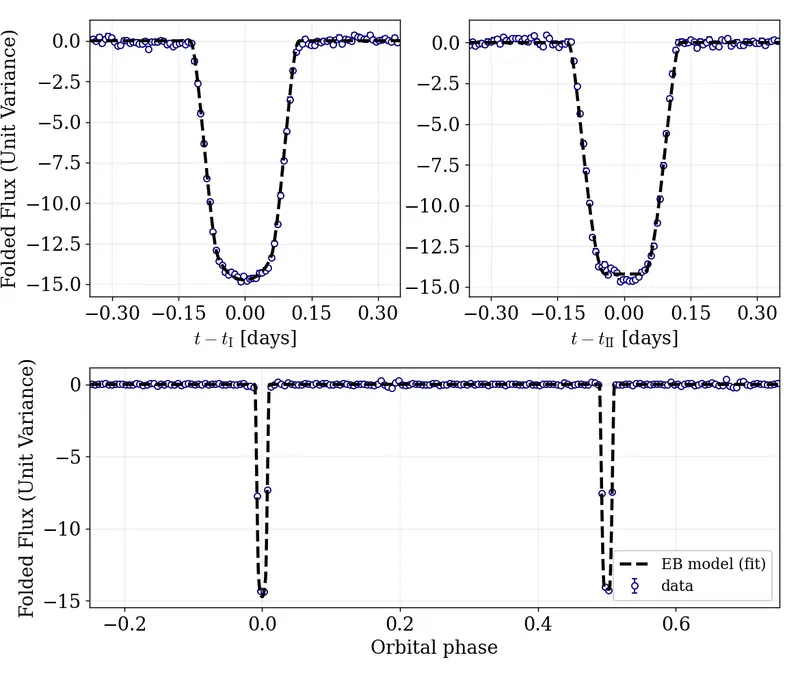 Folded Flux (Unit Variance)
0.0
−2.5
−5.0
−7.5
−10.0
−12.5
−15.0
−0.30 −0.15 0.00 0.15 0.30
t − tI [days]
0.0
−2.5
−5.0
−7.5
−10.0
−12.5
−15.0
−0.30 −0.15 0.00 0.15 0.30
t − tII [days]
Folded Flux (Unit Variance)
0
−5
−10
−15
EB model (fit)
data
−0.2 0.0 0.2 0.4 0.6
Orbital phase